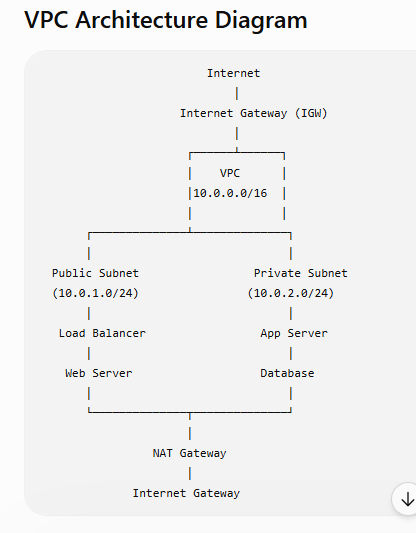 VPC Architecture Diagram
Internet
Internet Gateway (IGW)
VPC
10.0.0.0/16
Public Subnet Private Subnet
(10.0.1.0/24) (10.0.2.0/24)
Load Balancer App Server
Web Server Database
NAT Gateway
Internet Gateway